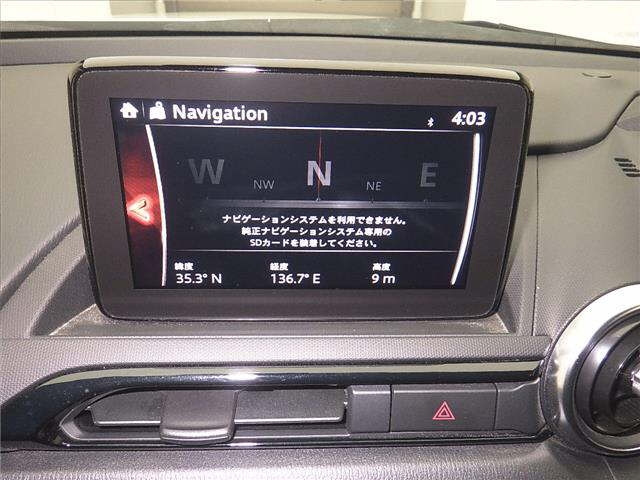 Navigation
4:03
W NW N NE E
ナビゲーションシステムを利用できません。
純正ナビゲーションシステム専用の
SDカードを装着してください。
緯度 経度 高度
35.3° N 136.7° E 9 m